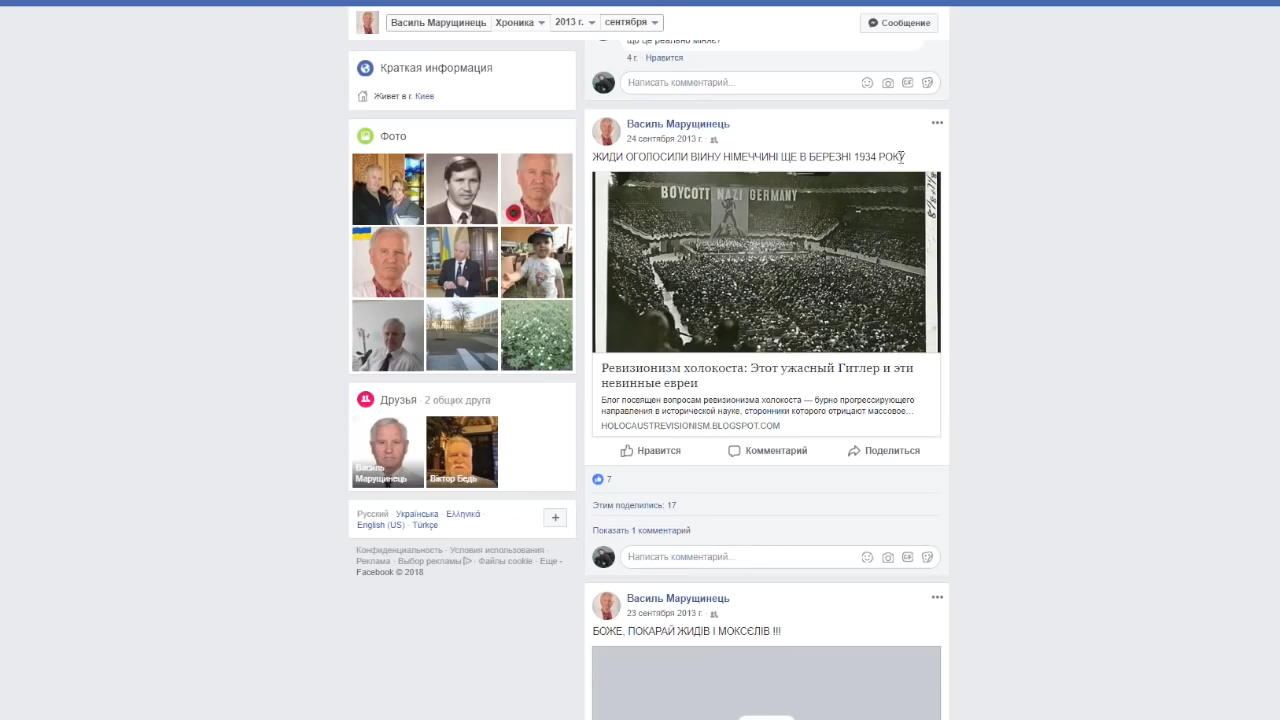 Василь Марущинець Хроника 2013 г. сентября Сообщение
що це реально міняє?
4 г. · Нравится
Написать комментарий...
Краткая информация
Живет в г. Киев
Фото
Друзья · 2 общих друга
Василь
Марущинець
Віктор Бедь
Русский · Українська · Ελληνικά ·
English (US) · Türkçe
Конфиденциальность · Условия использования ·
Реклама · Выбор рекламы · Файлы cookie · Еще
Facebook © 2018
Василь Марущинець
24 сентября 2013 г. ·
ЖИДИ ОГОЛОСИЛИ ВІЙНУ НІМЕЧЧИНІ ЩЕ В БЕРЕЗНІ 1934 РОКУ
BOYCOTT NAZI GERMANY
Ревизионизм холокоста: Этот ужасный Гитлер и эти
невинные евреи
Блог посвящен вопросам ревизионизма холокоста — бурно прогрессирующего
направления в исторической науке, сторонники которого отрицают массовое...
HOLOCAUSTREVISIONISM.BLOGSPOT.COM
Нравится Комментарий Поделиться
7
Этим поделились: 17
Показать 1 комментарий
Написать комментарий...
Василь Марущинець
23 сентября 2013 г. ·
БОЖЕ, ПОКАРАЙ ЖИДІВ І МОКСЄЛІВ !!!